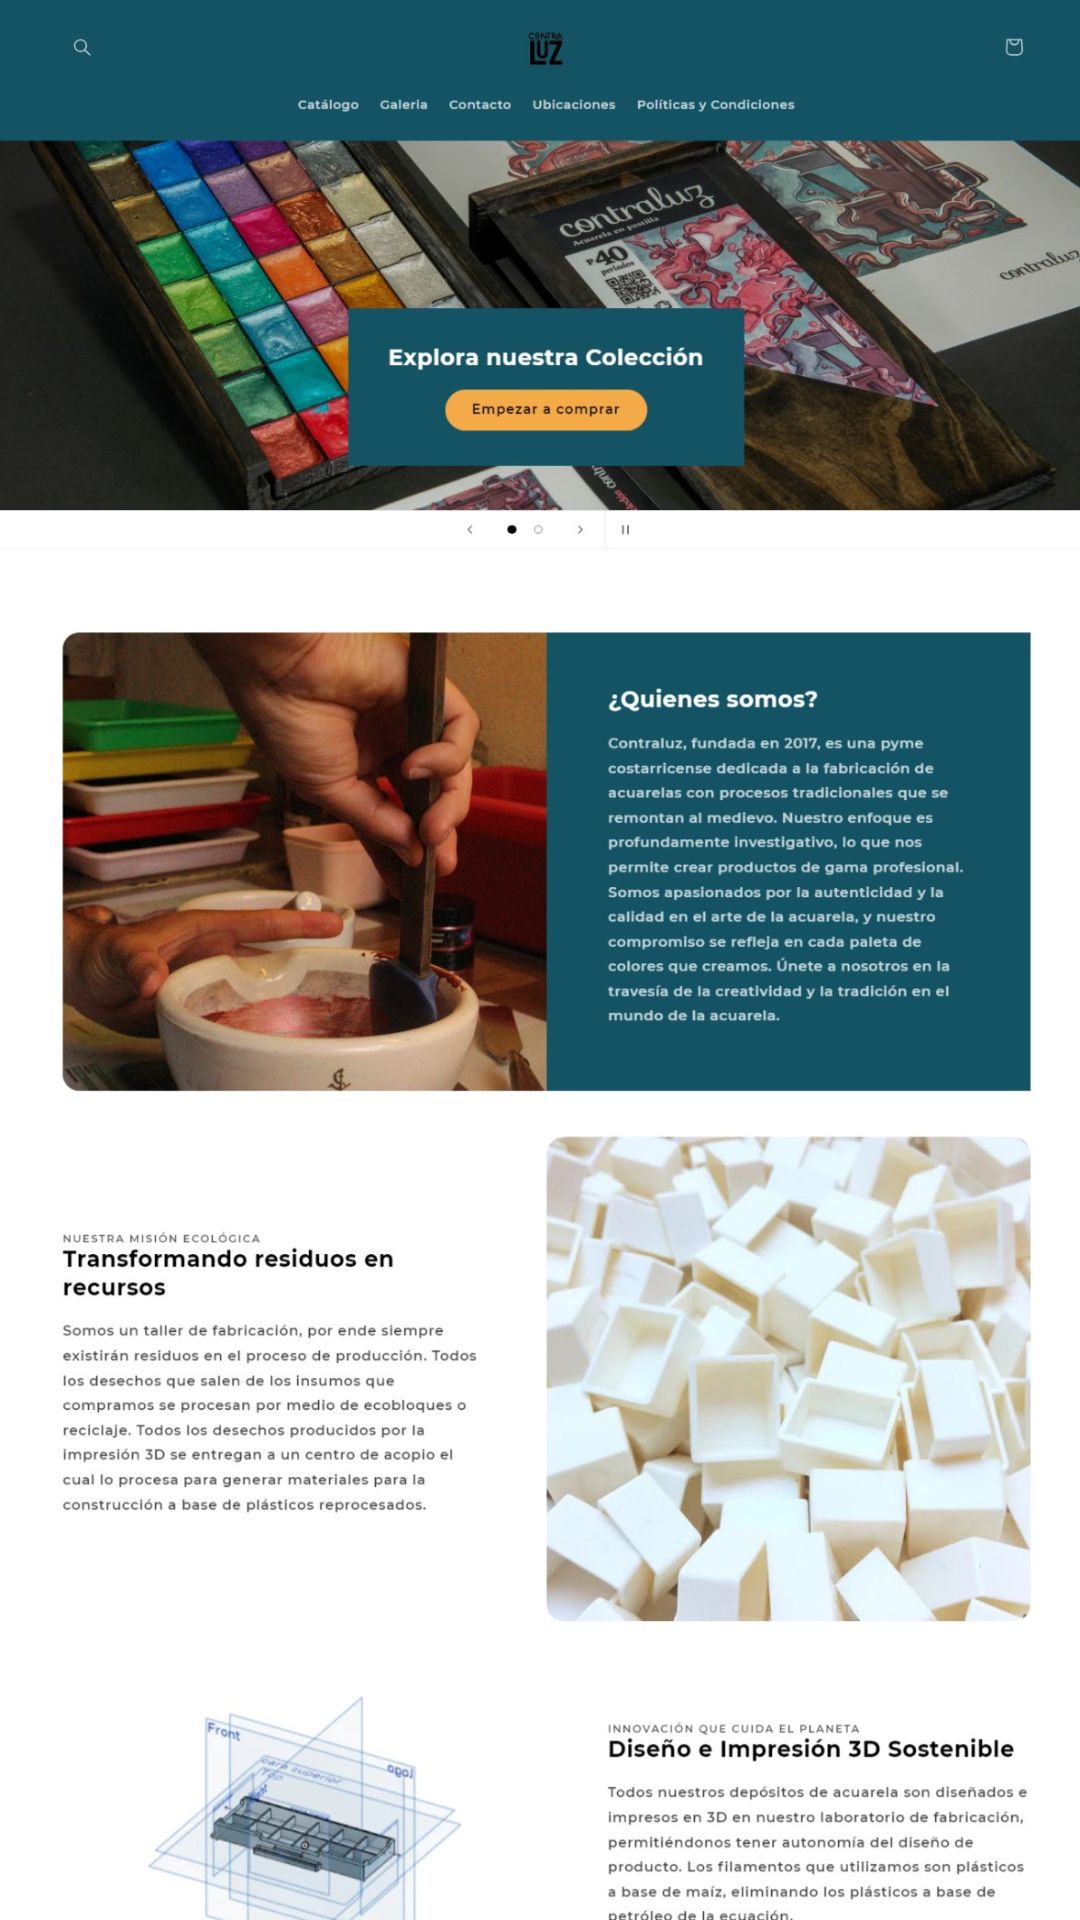 CONTRA
LUZ
Catálogo Galeria Contacto Ubicaciones Políticas y Condiciones
contraluz
Acuarela en pastilla
P40
perlados
contraluz
Explora nuestra Colección
Empezar a comprar
¿Quienes somos?
Contraluz, fundada en 2017, es una pyme
costarricense dedicada a la fabricación de
acuarelas con procesos tradicionales que se
remontan al medievo. Nuestro enfoque es
profundamente investigativo, lo que nos
permite crear productos de gama profesional.
Somos apasionados por la autenticidad y la
calidad en el arte de la acuarela, y nuestro
compromiso se refleja en cada paleta de
colores que creamos. Únete a nosotros en la
travesía de la creatividad y la tradición en el
mundo de la acuarela.
NUESTRA MISIÓN ECOLÓGICA
Transformando residuos en
recursos
Somos un taller de fabricación, por ende siempre
existirán residuos en el proceso de producción. Todos
los desechos que salen de los insumos que
compramos se procesan por medio de ecobloques o
reciclaje. Todos los desechos producidos por la
impresión 3D se entregan a un centro de acopio el
cual lo procesa para generar materiales para la
construcción a base de plásticos reprocesados.
Front
cara superior
Top
logo
INNOVACIÓN QUE CUIDA EL PLANETA
Diseño e Impresión 3D Sostenible
Todos nuestros depósitos de acuarela son diseñados e
impresos en 3D en nuestro laboratorio de fabricación,
permitiéndonos tener autonomía del diseño de
producto. Los filamentos que utilizamos son plásticos
a base de maíz, eliminando los plásticos a base de
petróleo de la ecuación.